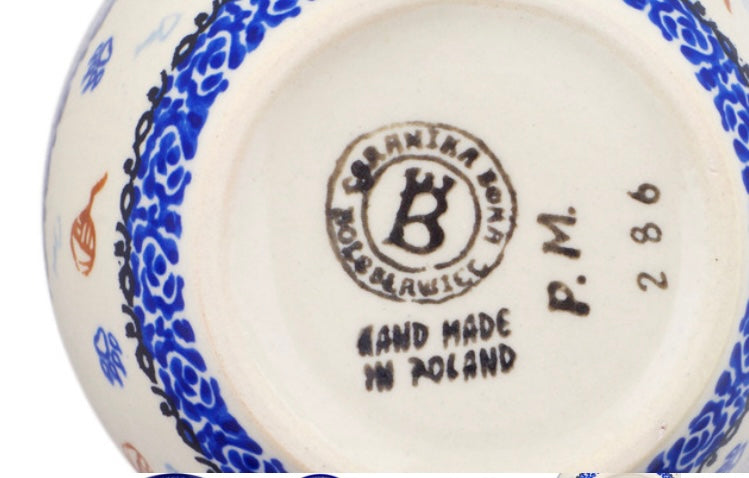 CERAMIKA BONA
BOLESŁAWIEC
B
HAND MADE
IN POLAND
P.M.
286